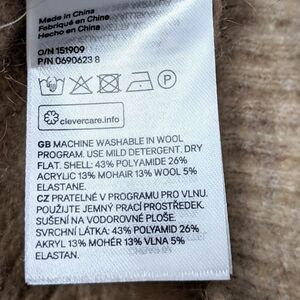 Made in China
Fabriqué en Chine
Hecho en China
O/N 151909
P/N 0690623 8
P
clevercare.info
GB MACHINE WASHABLE IN WOOL
PROGRAM. USE MILD DETERGENT. DRY
FLAT. SHELL: 43% POLYAMIDE 26%
ACRYLIC 13% MOHAIR 13% WOOL 5%
ELASTANE.
CZ PRATELNÉ V PROGRAMU PRO VLNU.
POUŽIJTE JEMNÝ PRACÍ PROSTŘEDEK.
SUŠENÍ NA VODOROVNÉ PLOŠE.
SVRCHNÍ LÁTKA: 43% POLYAMID 26%
AKRYL 13% MOHÉR 13% VLNA 5%
ELASTAN.